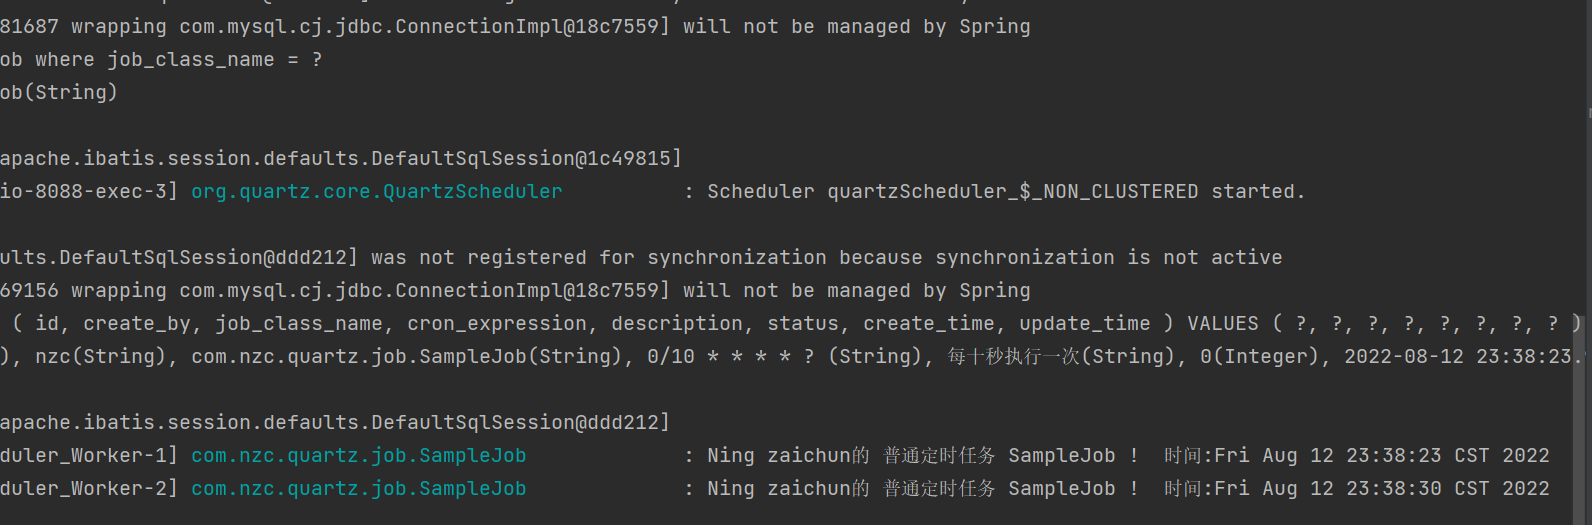 81687 wrapping com.mysql.cj.jdbc.ConnectionImpl@18c7559] will not be managed by Spring
ob where job_class_name = ?
ob(String)
apache.ibatis.session.defaults.DefaultSqlSession@1c49815]
io-8088-exec-3] org.quartz.core.QuartzScheduler : Scheduler quartzScheduler_$_NON_CLUSTERED started.
ults.DefaultSqlSession@ddd212] was not registered for synchronization because synchronization is not active
69156 wrapping com.mysql.cj.jdbc.ConnectionImpl@18c7559] will not be managed by Spring
( id, create_by, job_class_name, cron_expression, description, status, create_time, update_time ) VALUES ( ?, ?, ?, ?, ?, ?, ?, ? )
), nzc(String), com.nzc.quartz.job.SampleJob(String), 0/10 * * * * ? (String), 每十秒执行一次(String), 0(Integer), 2022-08-12 23:38:23.
apache.ibatis.session.defaults.DefaultSqlSession@ddd212]
duler_Worker-1] com.nzc.quartz.job.SampleJob : Ning zaichun的 普通定时任务 SampleJob ! 时间:Fri Aug 12 23:38:23 CST 2022
duler_Worker-2] com.nzc.quartz.job.SampleJob : Ning zaichun的 普通定时任务 SampleJob ! 时间:Fri Aug 12 23:38:30 CST 2022